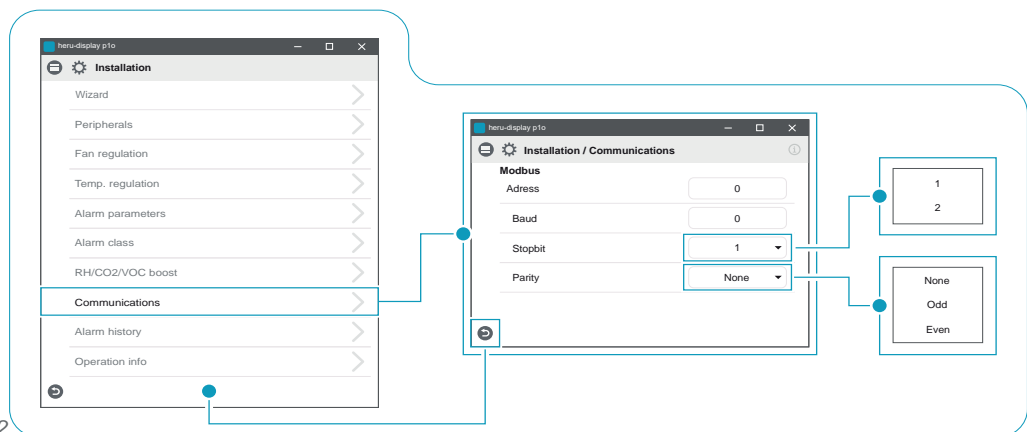 heru-display p1o
Installation
Wizard
Peripherals
Fan regulation
Temp. regulation
Alarm parameters
Alarm class
RH/CO2/VOC boost
Communications
Alarm history
Operation info
heru-display p1o
Installation / Communications
Modbus
Adress 0
Baud 0
Stopbit 1
Parity None
1
2
None
Odd
Even
2